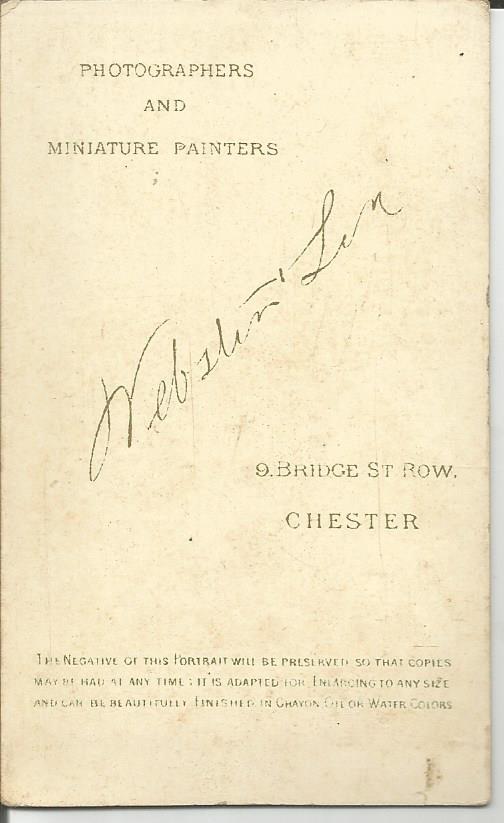 PHOTOGRAPHERS
AND
MINIATURE PAINTERS
9. BRIDGE ST ROW.
CHESTER
THE NEGATIVE OF THIS PORTRAIT WILL BE PRESERVED SO THAT COPIES
MAY BE HAD AT ANY TIME : IT IS ADAPTED FOR ENLARGING TO ANY SIZE
AND CAN BE BEAUTIFULLY FINISHED IN CRAYON OIL OR WATER COLORS